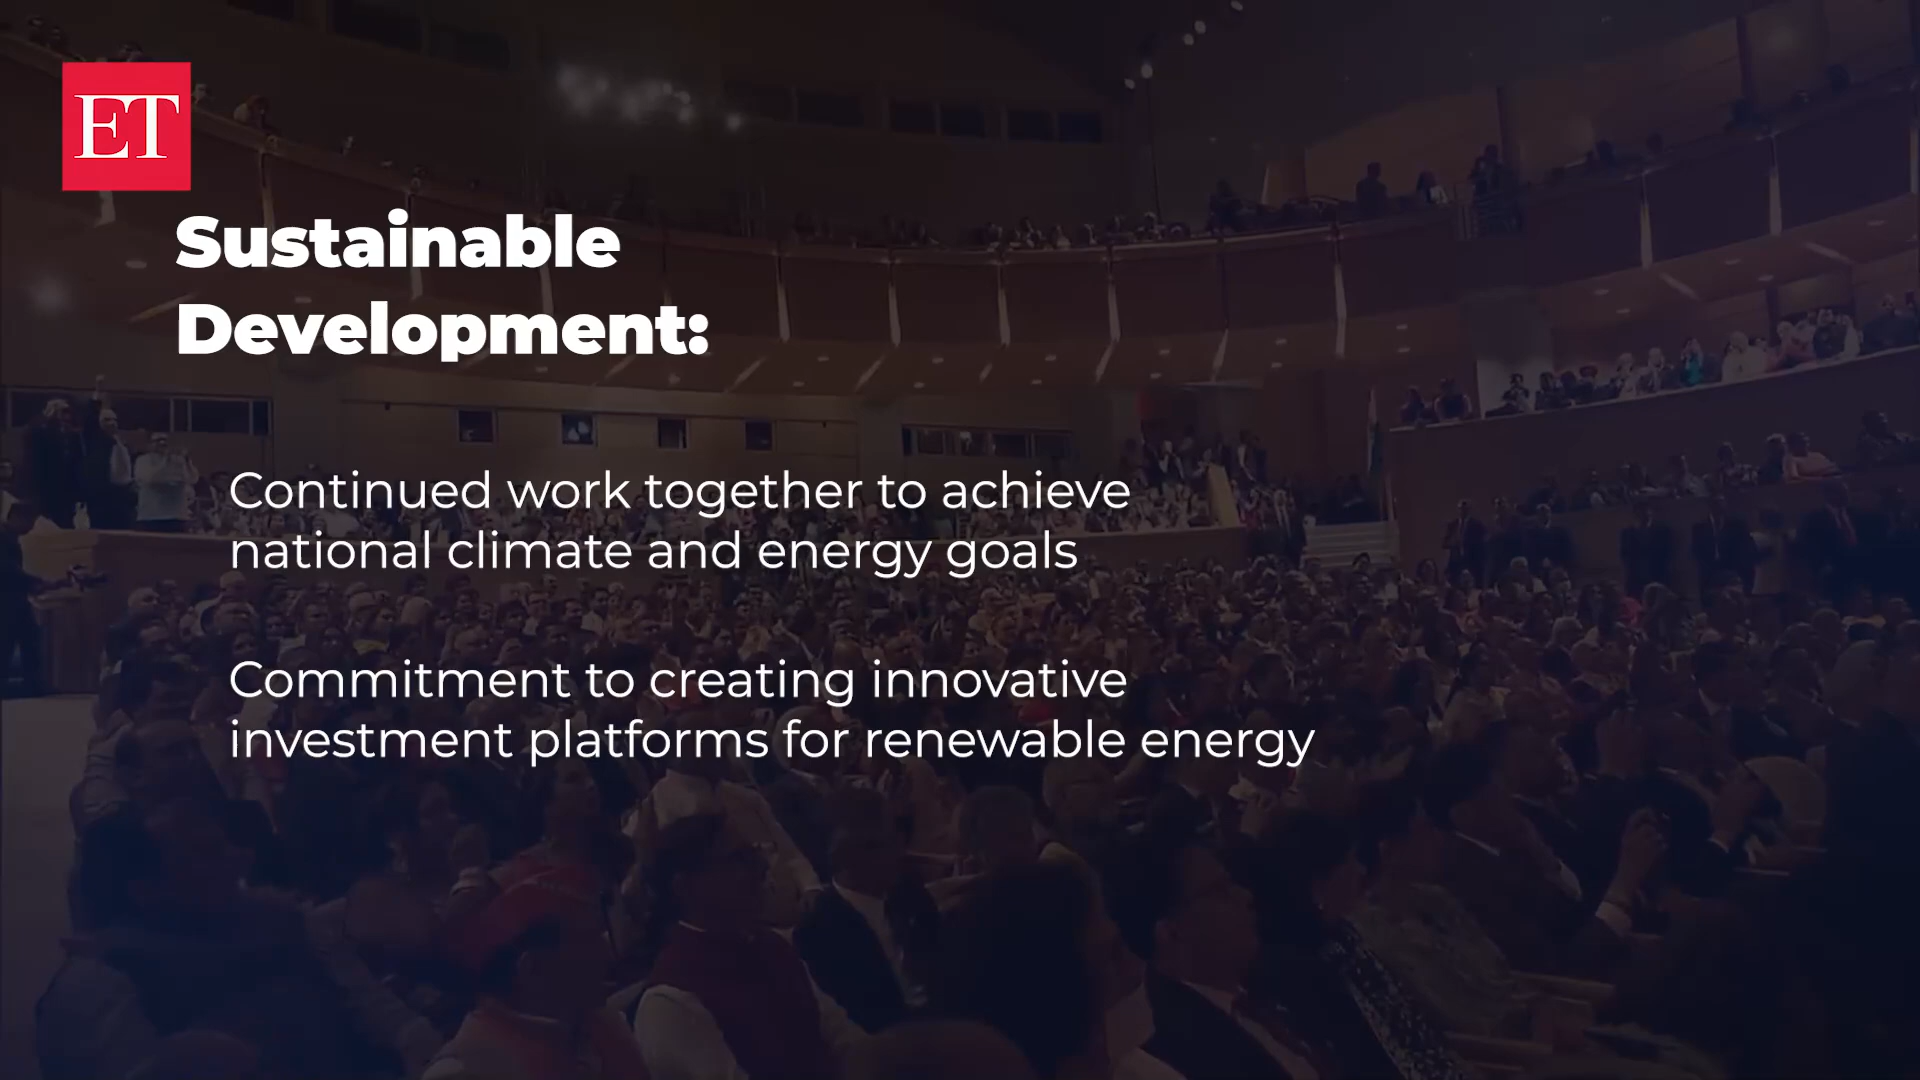 ET
Sustainable
Development:
Continued work together to achieve
national climate and energy goals
Commitment to creating innovative
investment platforms for renewable energy